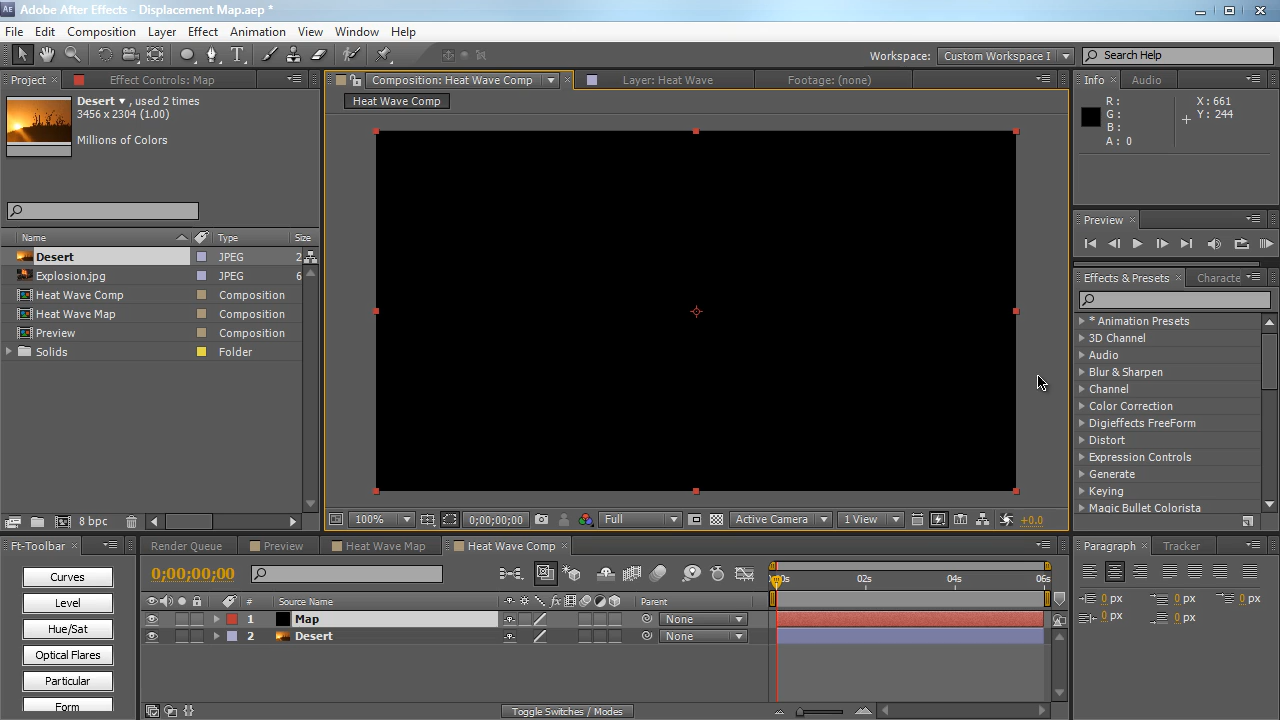 Adobe After Effects - Displacement Map.aep *
File Edit Composition Layer Effect Animation View Window Help
Workspace: Custom Workspace I Search Help
Project Effect Controls: Map Composition: Heat Wave Comp Layer: Heat Wave Footage: (none) Info Audio
Heat Wave Comp
Desert , used 2 times
3456 x 2304 (1.00)
Millions of Colors
R :
G :
B :
A : 0
X : 661
Y : 244
Preview
Effects & Presets Characte
Name Type Size
Desert JPEG 2
Explosion.jpg JPEG 6
Heat Wave Comp Composition
Heat Wave Map Composition
Preview Composition
Solids Folder
* Animation Presets
3D Channel
Audio
Blur & Sharpen
Channel
Color Correction
Digieffects FreeForm
Distort
Expression Controls
Generate
Keying
Magic Bullet Colorista
8 bpc
100% 0;00;00;00 Full Active Camera 1 View +0.0
Ft-Toolbar
Curves
Level
Hue/Sat
Optical Flares
Particular
Form
Render Queue Preview Heat Wave Map Heat Wave Comp
0;00;00;00
# Source Name Parent
1 Map None
2 Desert None
02s 04s 06s
Toggle Switches / Modes
Paragraph Tracker
0 px 0 px 0 px
0 px 0 px